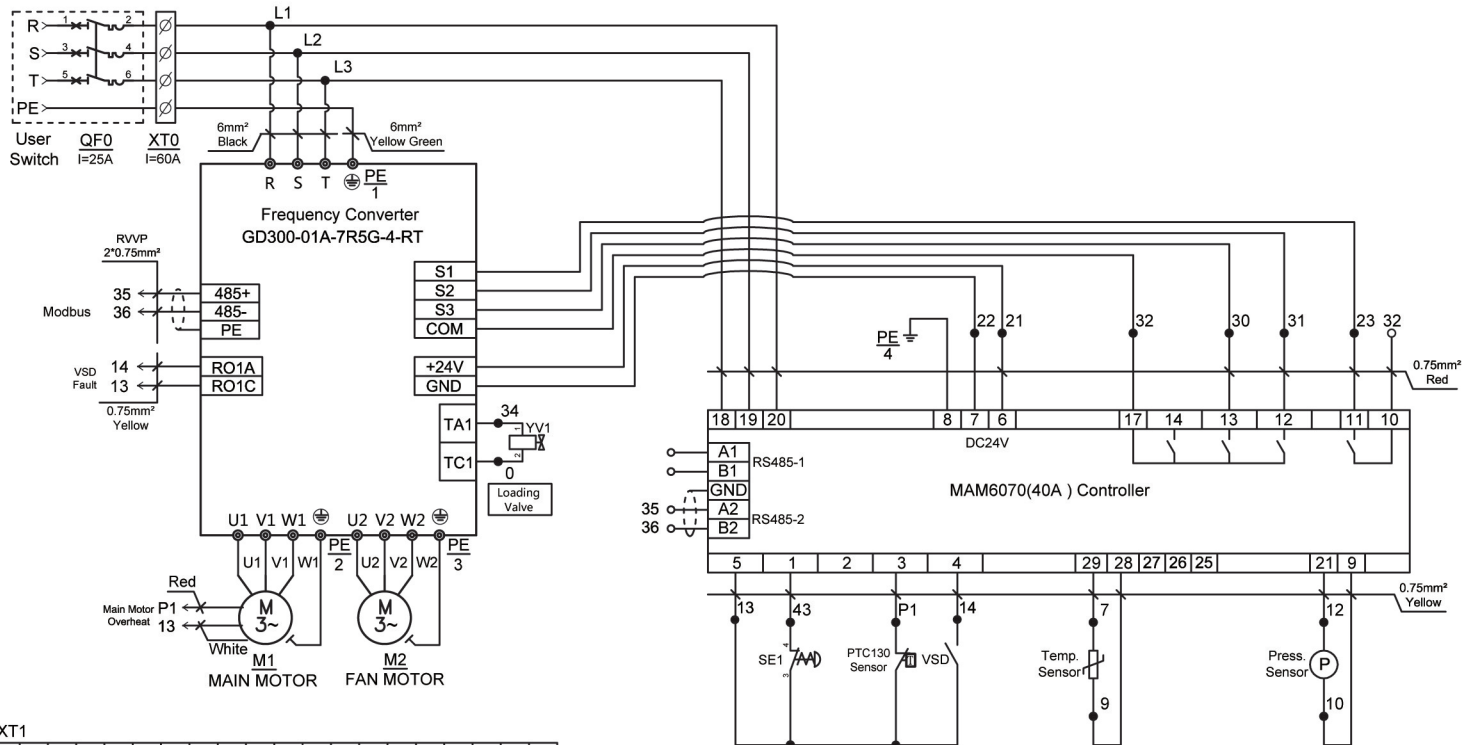 L1
R 1 2
L2
S 3 4
L3
T 5 6
PE
User Switch
QF0
I=25A
XT0
I=60A
6mm²
Black
6mm²
Yellow Green
R S T PE
1
Frequency Converter
GD300-01A-7R5G-4-RT
RVVP
2*0.75mm²
Modbus
35 485+
36 485-
PE
VSD
Fault
14 RO1A
13 RO1C
0.75mm²
Yellow
S1
S2
S3
COM
+24V
GND
TA1 34
YV1
1
2
TC1 0
Loading
Valve
U1 V1 W1 U2 V2 W2
PE
2
PE
3
U1 V1 W1 U2 V2 W2
Red
Main Motor
Overheat
P1
13
White
M
3~
M
3~
M1
MAIN MOTOR
M2
FAN MOTOR
PE
4
22 21 32 30 31 23 32
0.75mm²
Red
18 19 20 8 7 6 17 14 13 12 11 10
DC24V
A1
B1
RS485-1
GND
35 A2
36 B2
RS485-2
MAM6070(40A ) Controller
5 1 2 3 4 29 28 27 26 25 21 9
0.75mm²
Yellow
13 43 P1 14 7 12
SE1
4
3
PTC130
Sensor
VSD
Temp.
Sensor
Press.
Sensor
P
9 10
XT1